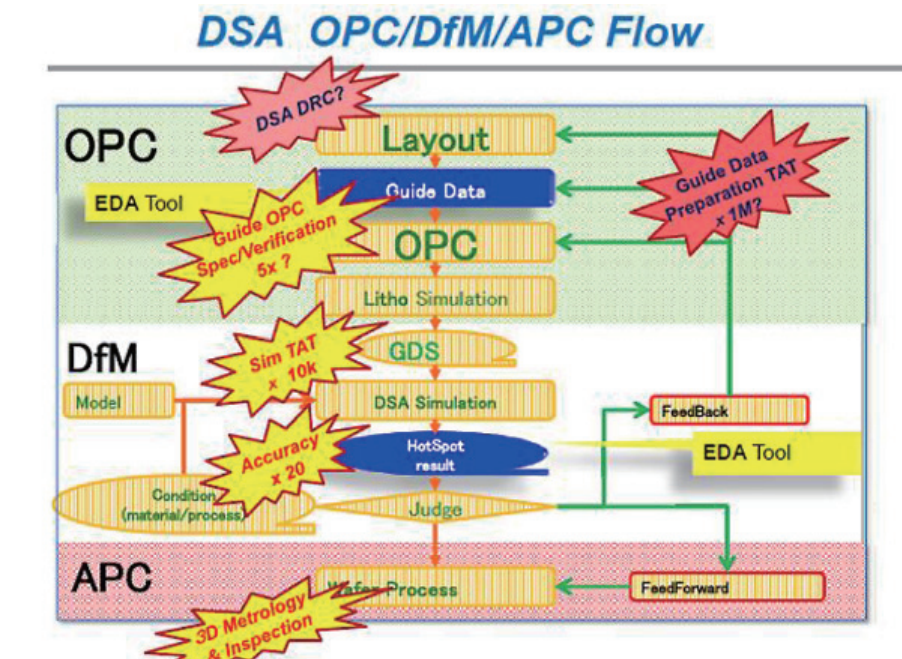 DSA OPC/DfM/APC Flow
DSA DRC?
OPC
Layout
Guide Data
Preparation TAT
x 1M?
EDA Tool
Guide Data
Guide OPC
Spec/Verification
5x ?
OPC
Litho Simulation
DfM
Sim TAT
x 10k
GDS
Model
DSA Simulation
FeedBack
Accuracy
x 20
HotSpot
result
EDA Tool
Condition
(material/process)
Judge
APC
Wafer Process
FeedForward
3D Metrology
& Inspection